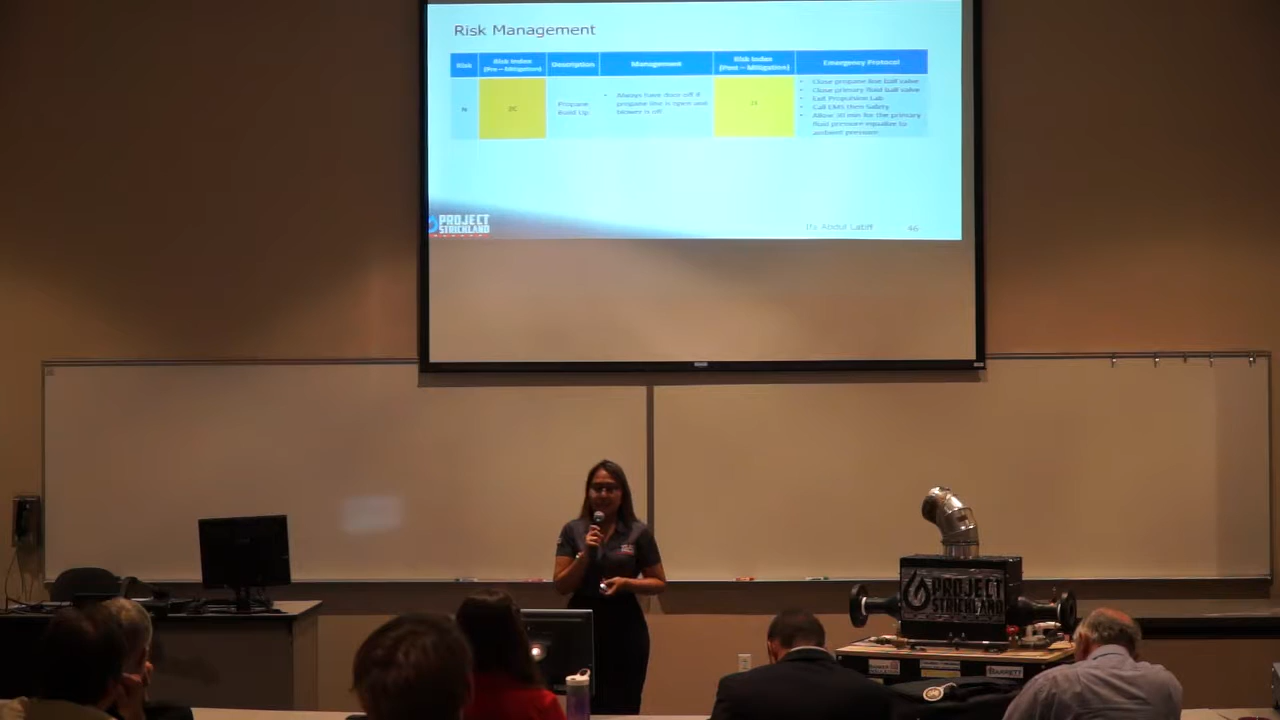 Risk Management
Risk
Risk Index
(Pre – Mitigation)
Description
Management
Risk Index
(Post – Mitigation)
Emergency Protocol
N
2C
Propane
Build Up
• Always have door off if
propane line is open and
blower is off
• Close propane line ball valve
• Close primary fluid ball valve
• Exit Propulsion Lab
• Call EMS then Safety
• Allow 30 min for the primary
fluid pressure equalize to
ambient pressure
PROJECT
STRICKLAND
Abdul Latiff
46
PROJECT
STRICKLAND